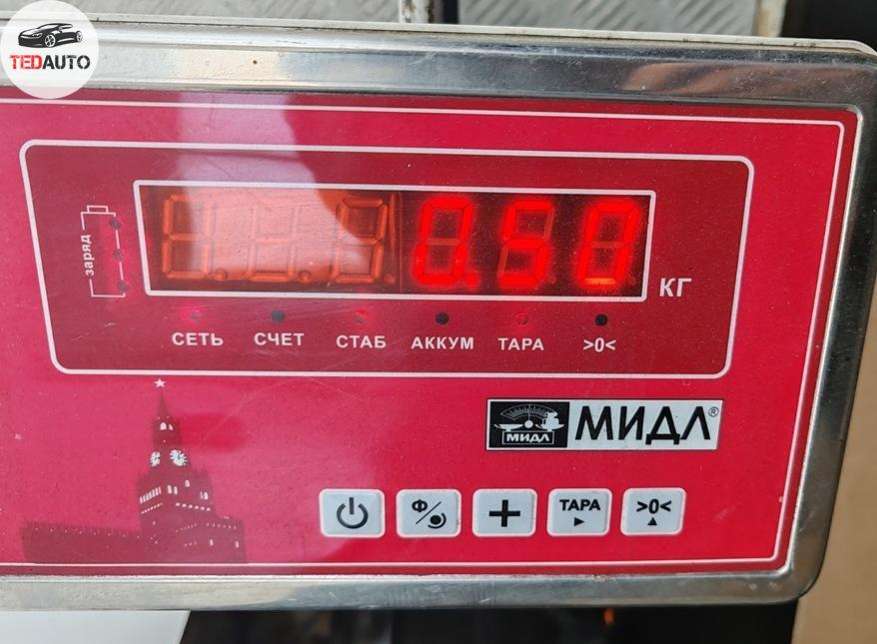 TEDAUTO
заряд
0.50
КГ
СЕТЬ СЧЕТ СТАБ АККУМ ТАРА >0<
МИДЛ МИДЛ®
Ф/ + ТАРА >0<